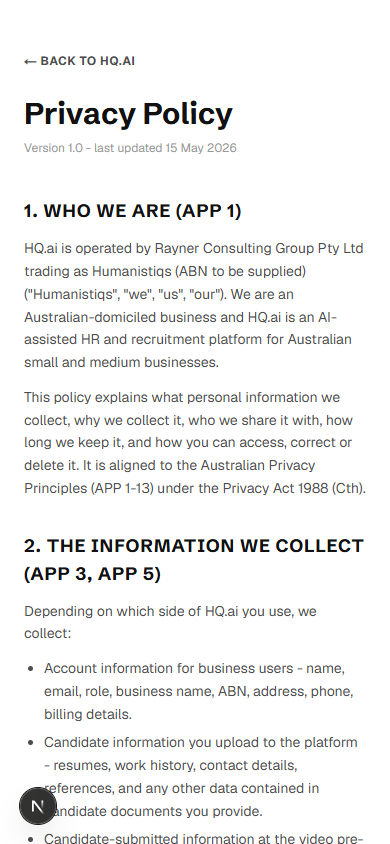 ← BACK TO HQ.AI
Privacy Policy
Version 1.0 - last updated 15 May 2026
1. WHO WE ARE (APP 1)
HQ.ai is operated by Rayner Consulting Group Pty Ltd
trading as Humanistiqs (ABN to be supplied)
("Humanistiqs", "we", "us", "our"). We are an
Australian-domiciled business and HQ.ai is an AI-
assisted HR and recruitment platform for Australian
small and medium businesses.
This policy explains what personal information we
collect, why we collect it, who we share it with, how
long we keep it, and how you can access, correct or
delete it. It is aligned to the Australian Privacy
Principles (APP 1-13) under the Privacy Act 1988 (Cth).
2. THE INFORMATION WE COLLECT
(APP 3, APP 5)
Depending on which side of HQ.ai you use, we
collect:
• Account information for business users - name,
email, role, business name, ABN, address, phone,
billing details.
• Candidate information you upload to the platform
- resumes, work history, contact details,
references, and any other data contained in
candidate documents you provide.
• Candidate-submitted information at the video pre-
N